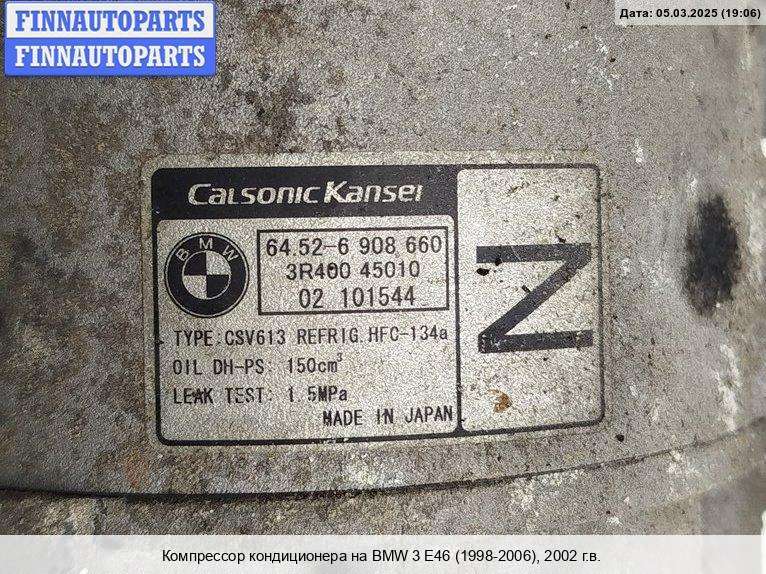 FINNAUTOPARTS
FINNAUTOPARTS
Дата: 05.03.2025 (19:06)
Calsonic Kansei
BMW
64.52-6 908 660
3R400 45010
02 101544
TYPE: CSV613 REFRIG. HFC-134a
OIL DH-PS: 150cm³
LEAK TEST: 1.5MPa
MADE IN JAPAN
Z
Компрессор кондиционера на BMW 3 E46 (1998-2006), 2002 г.в.